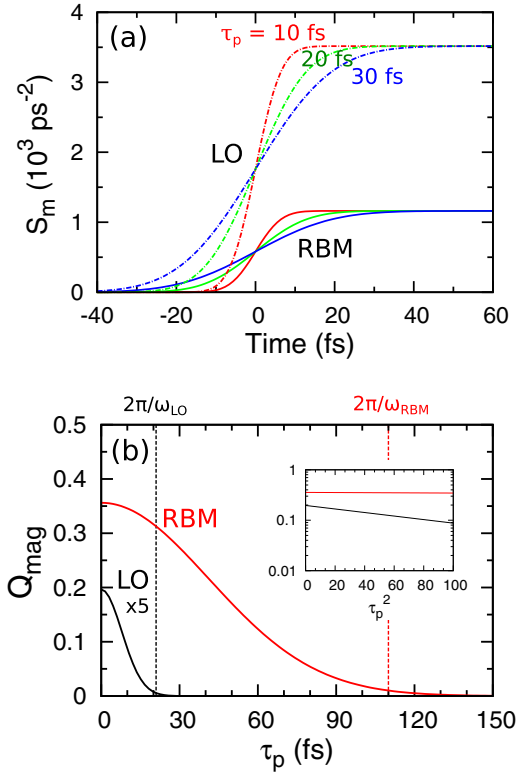 (a)
τp = 10 fs
20 fs
30 fs
LO
RBM
Sm (10³ ps⁻²)
4
3
2
1
0
-40 -20 0 20 40 60
Time (fs)
2π/ωLO 2π/ωRBM
(b)
RBM
LO
x5
Qmag
0.5
0.4
0.3
0.2
0.1
0
1
0.1
0.01
0 20 40 60 80 100
τp²
0 30 60 90 120 150
τp (fs)